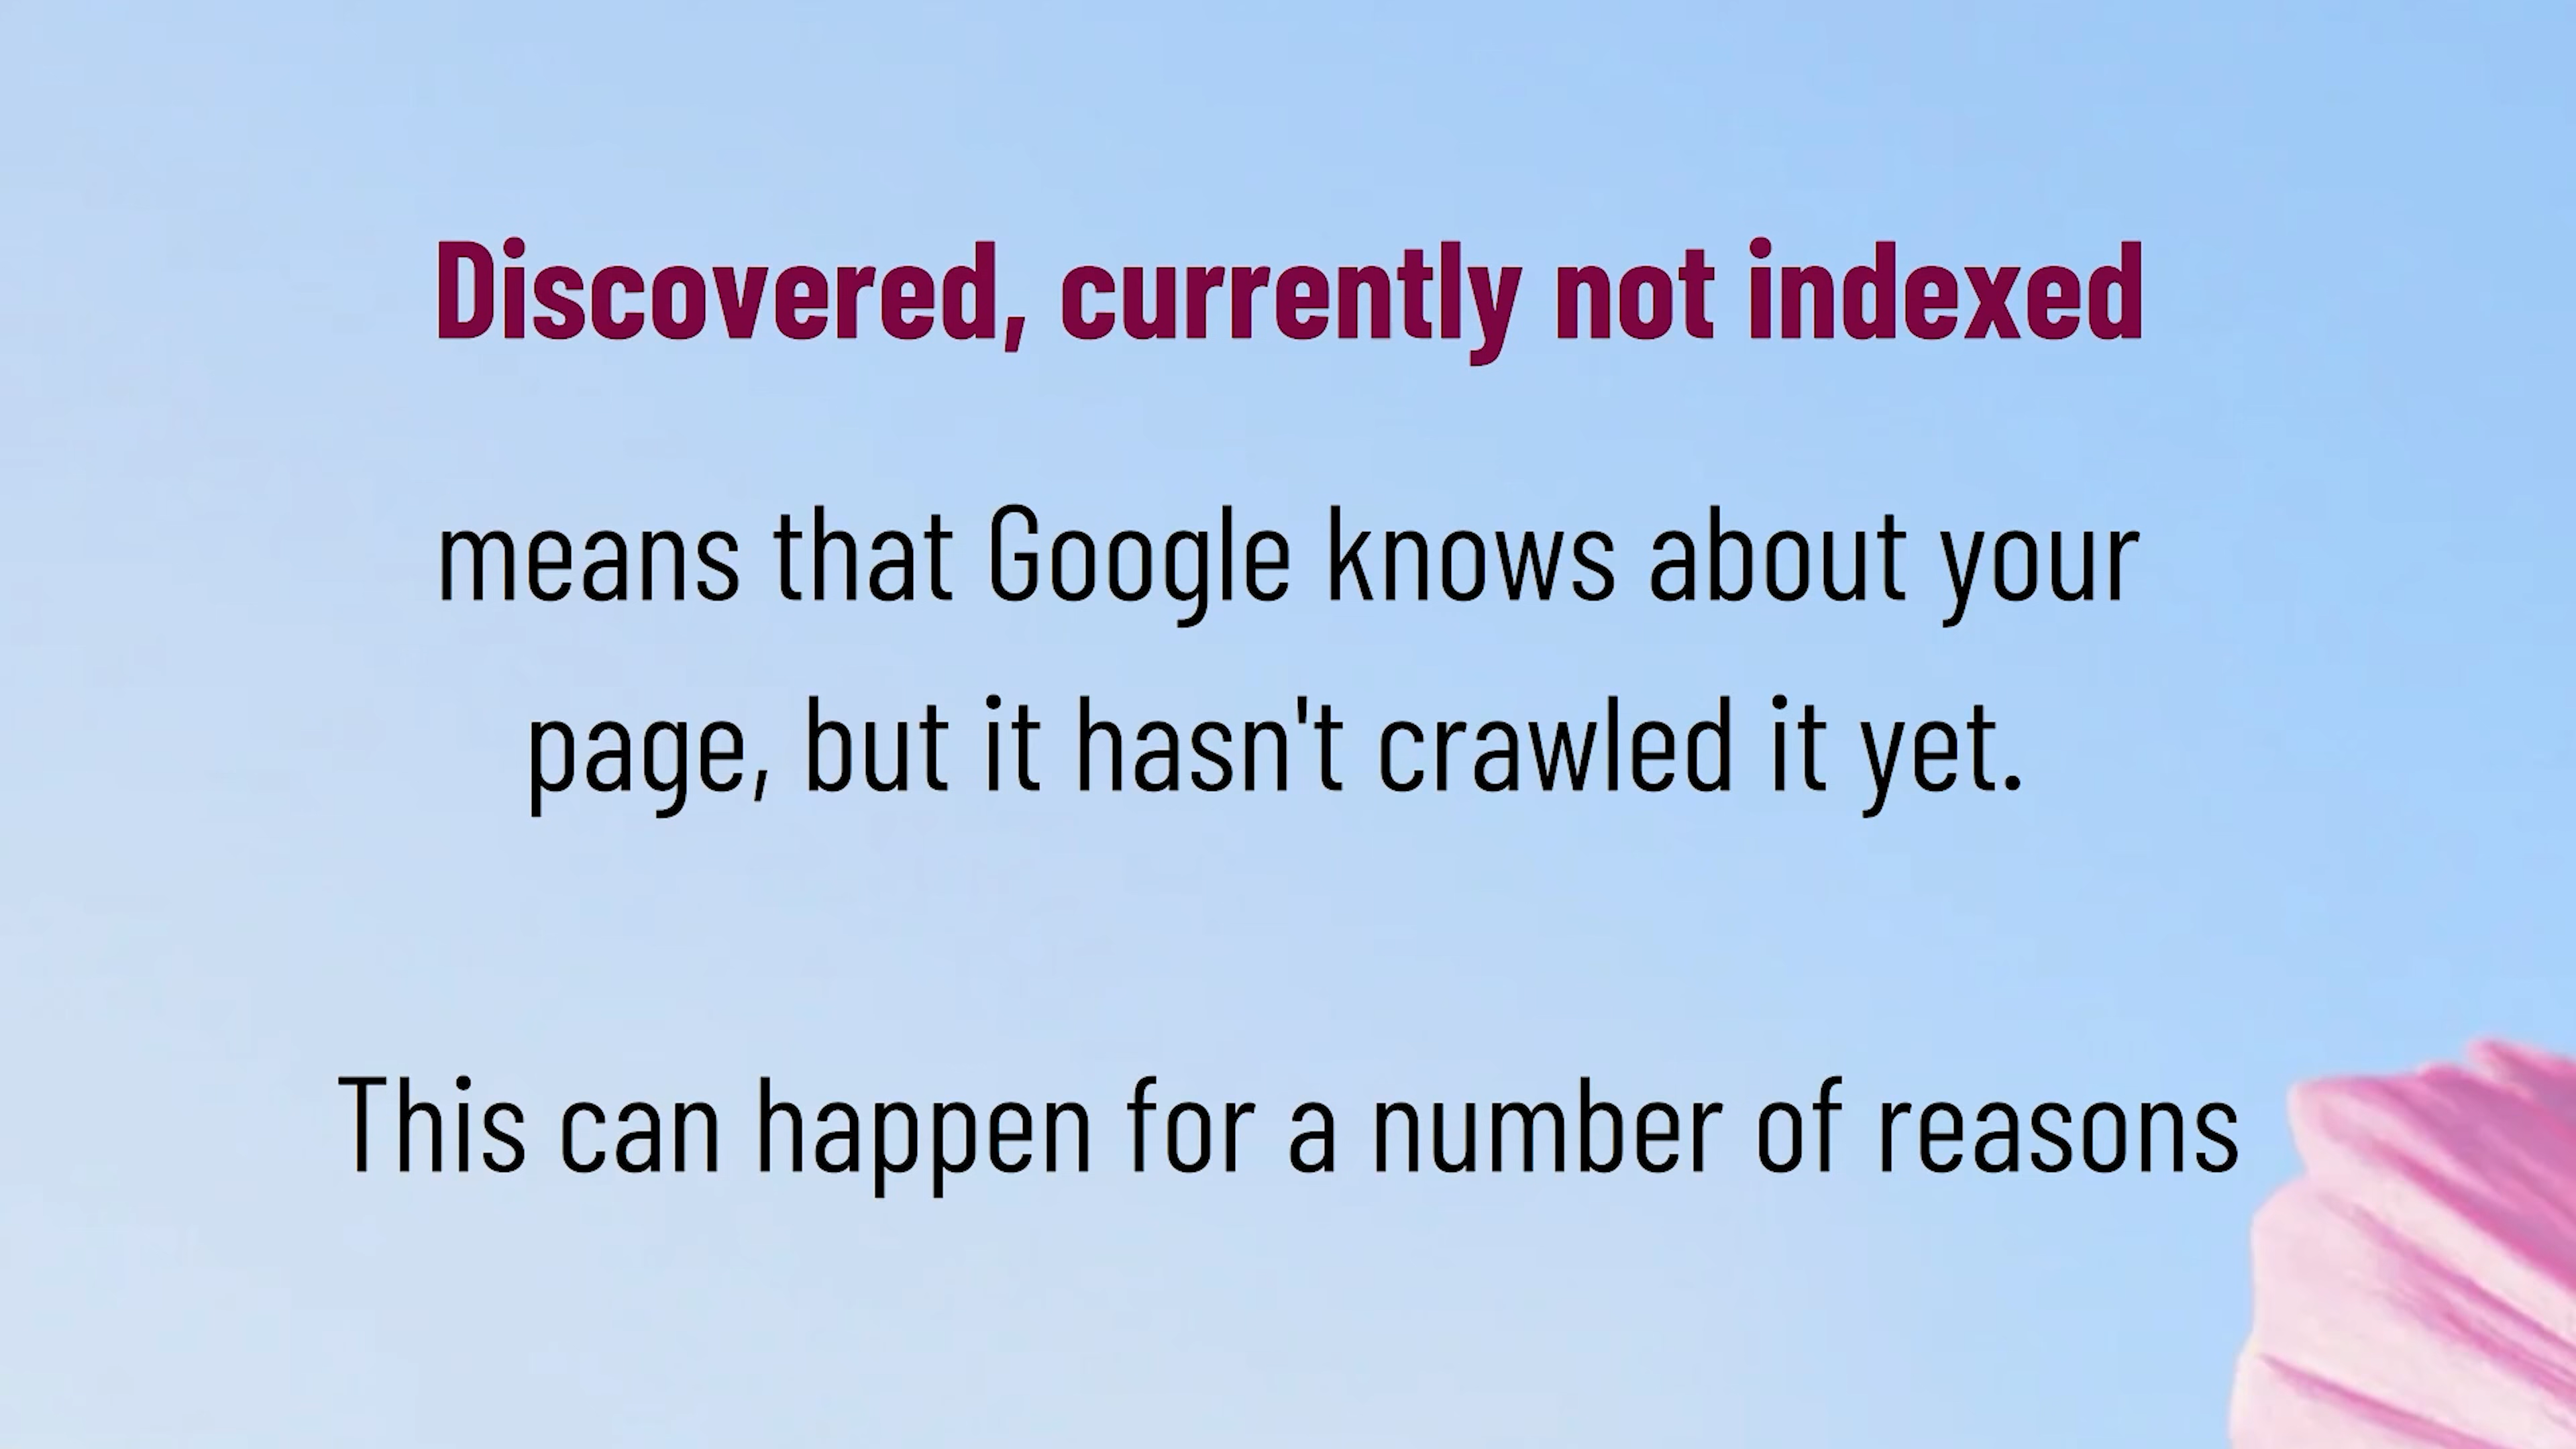 Discovered, currently not indexed
means that Google knows about your
page, but it hasn't crawled it yet.
This can happen for a number of reasons